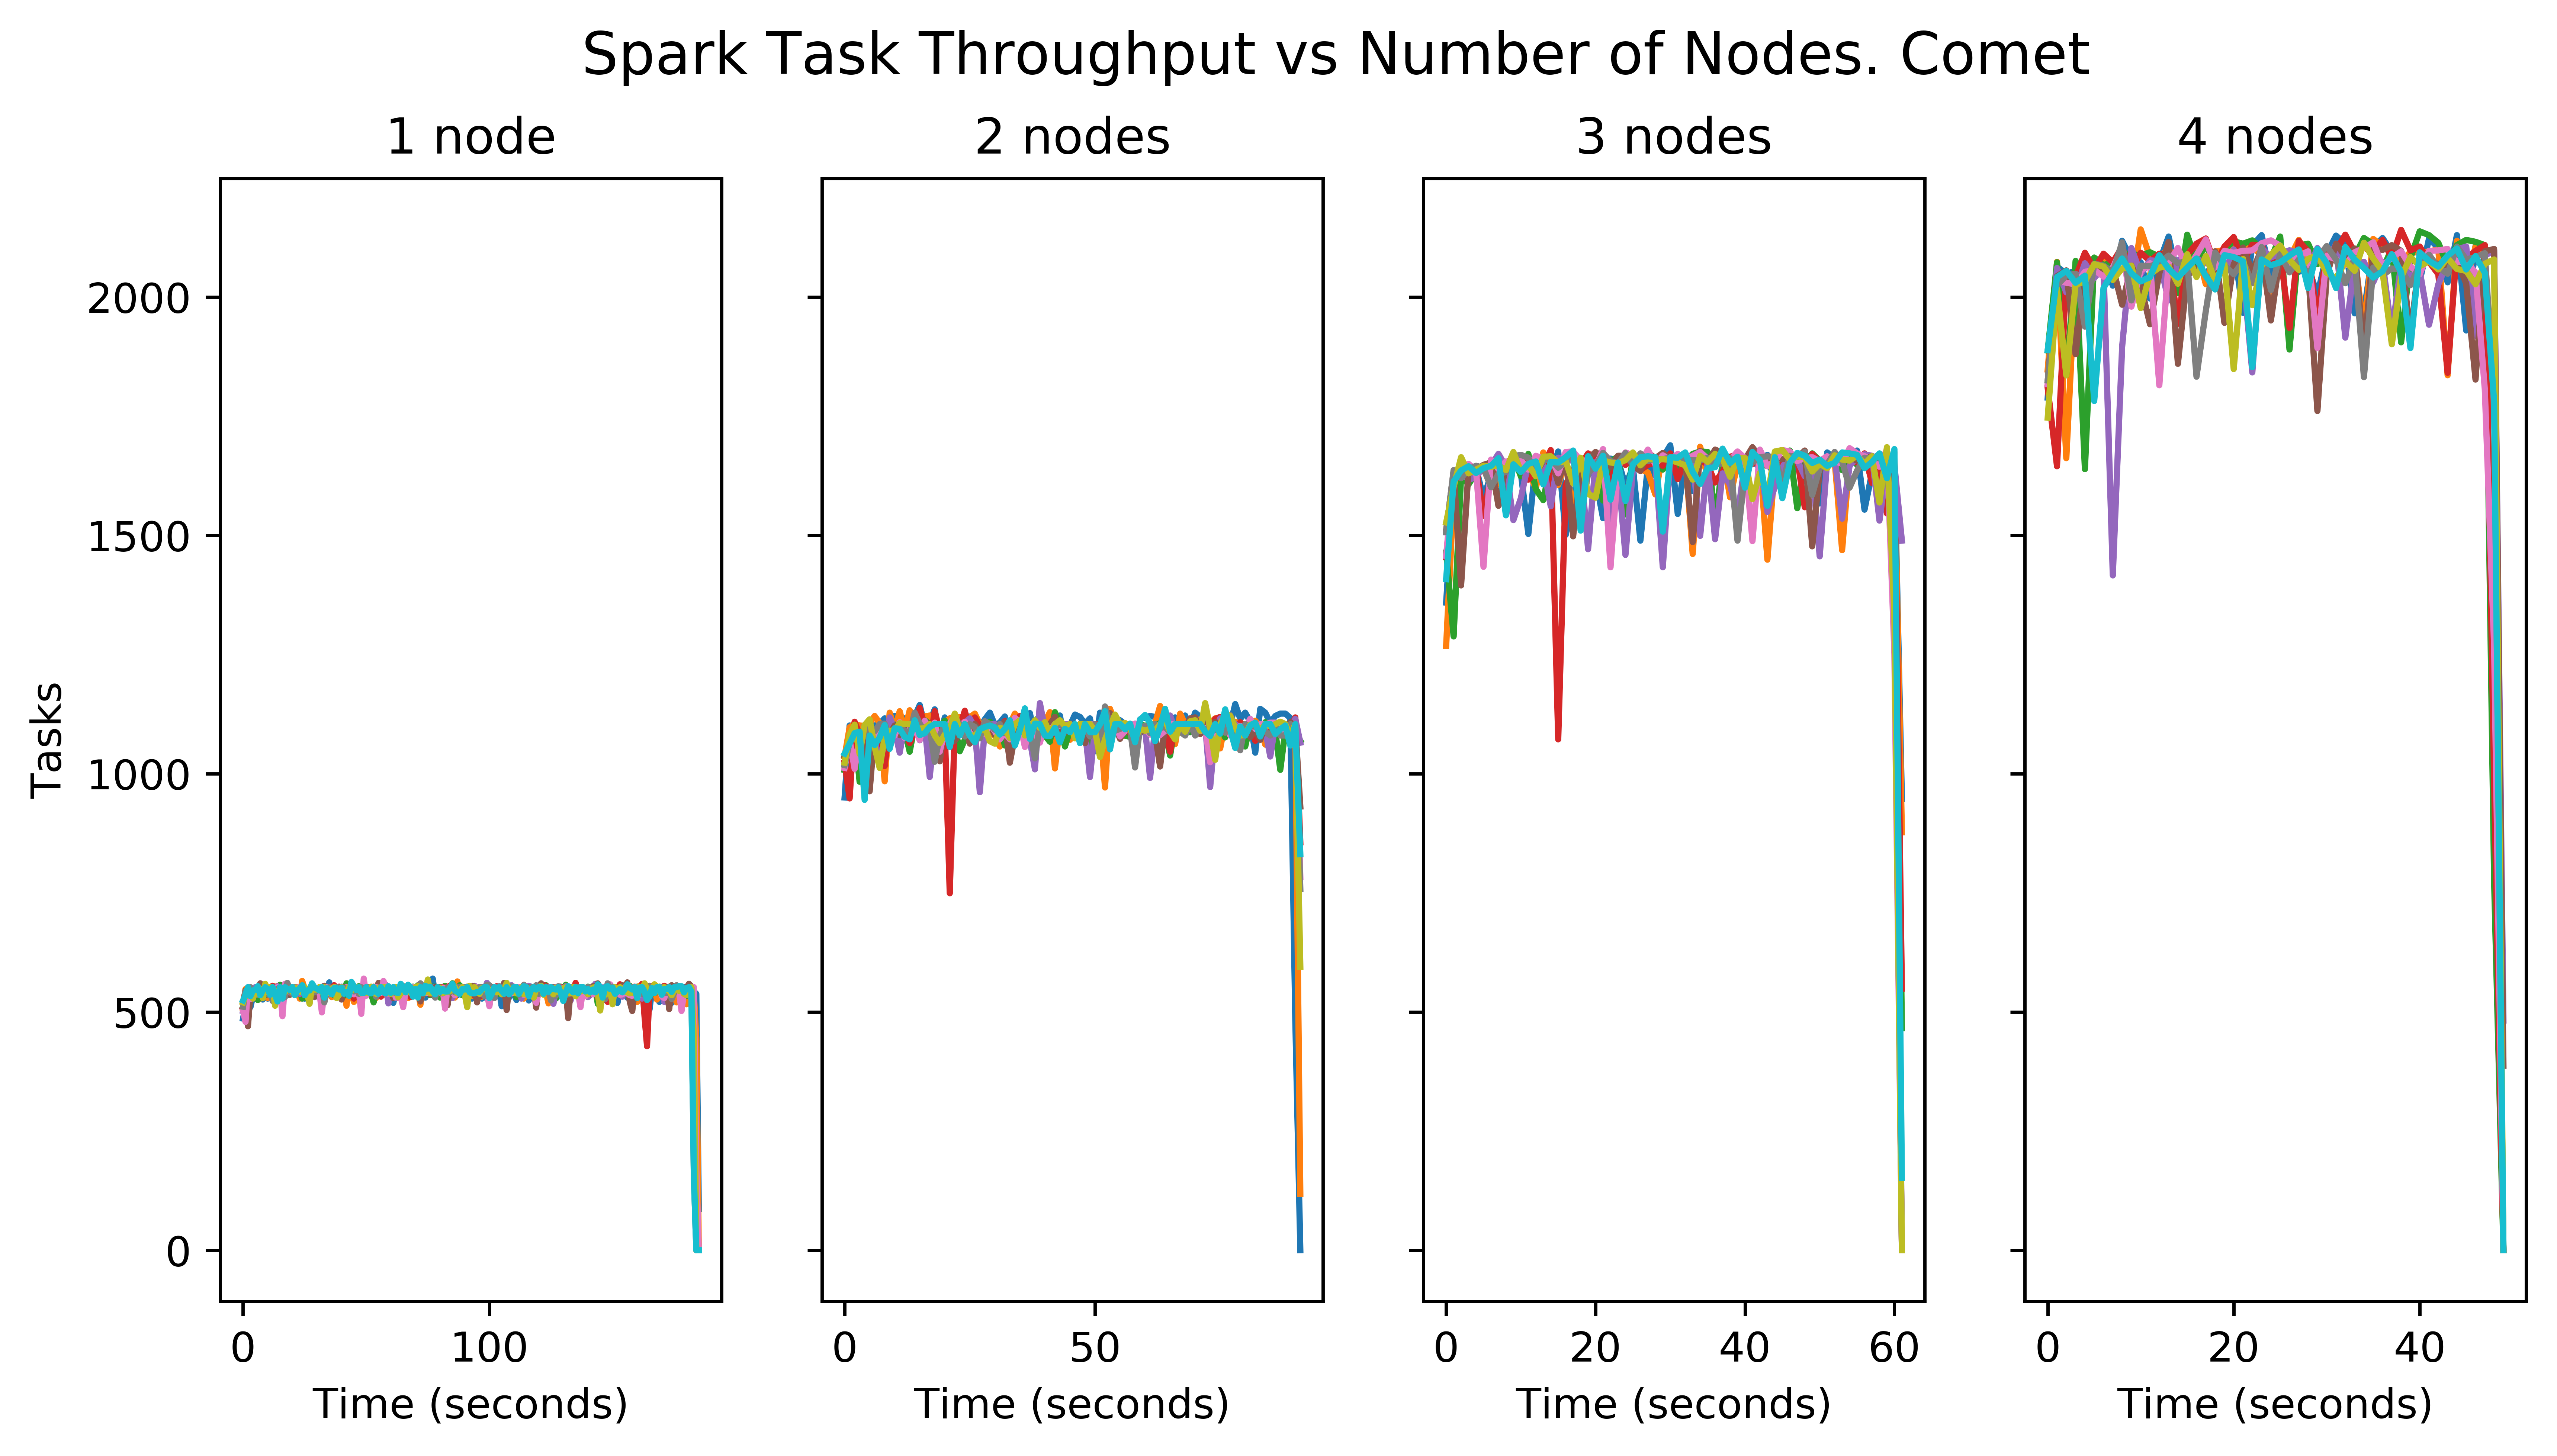 Spark Task Throughput vs Number of Nodes. Comet
1 node
2 nodes
3 nodes
4 nodes
Tasks
2000
1500
1000
500
0
0 100
0 50
0 20 40 60
0 20 40
Time (seconds)
Time (seconds)
Time (seconds)
Time (seconds)